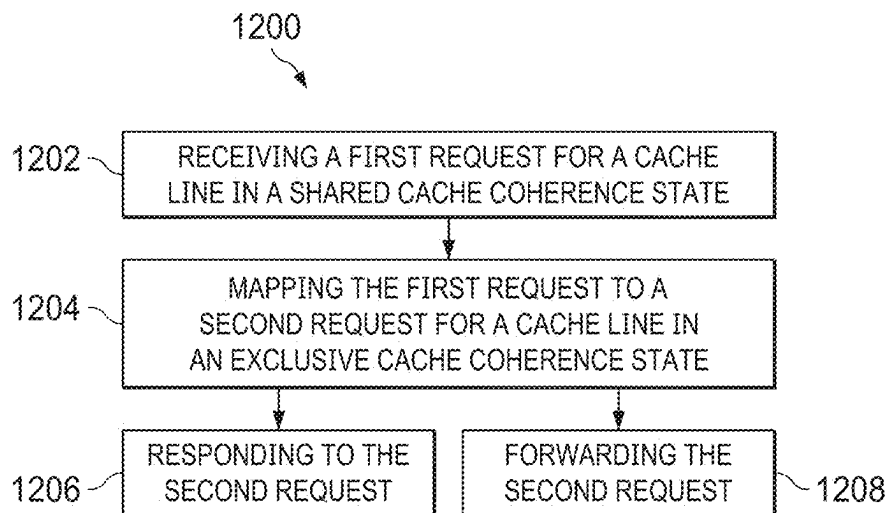 1200
1202
RECEIVING A FIRST REQUEST FOR A CACHE
LINE IN A SHARED CACHE COHERENCE STATE
1204
MAPPING THE FIRST REQUEST TO A
SECOND REQUEST FOR A CACHE LINE IN
AN EXCLUSIVE CACHE COHERENCE STATE
1206
RESPONDING TO THE
SECOND REQUEST
FORWARDING THE
SECOND REQUEST
1208